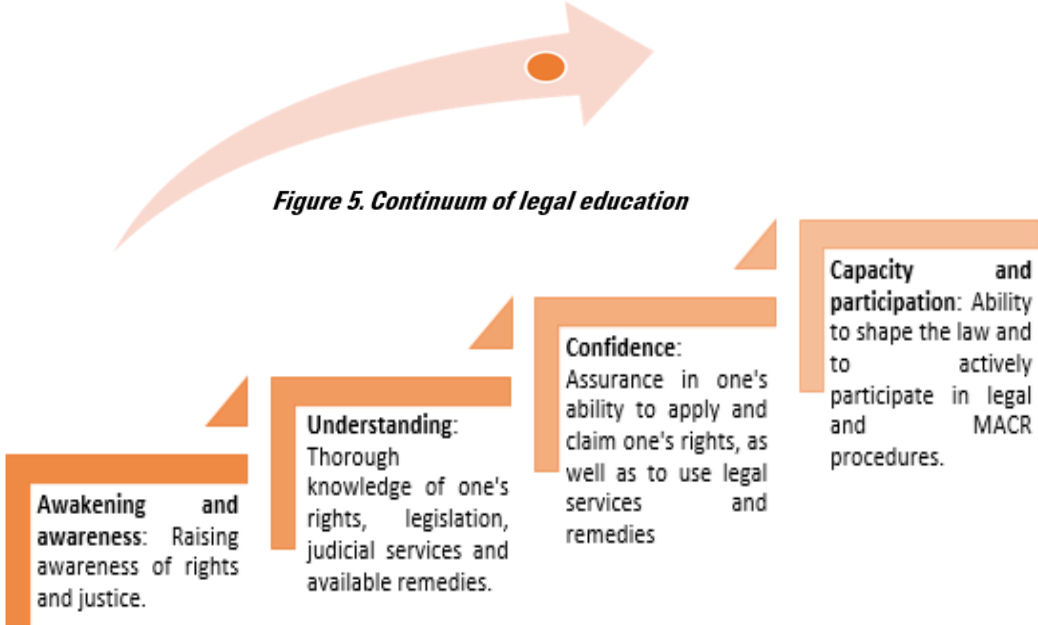 Figure 5. Continuum of legal education
Awakening and
awareness: Raising
awareness of rights
and justice.
Understanding:
Thorough
knowledge of one's
rights, legislation,
judicial services and
available remedies.
Confidence:
Assurance in one's
ability to apply and
claim one's rights, as
well as to use legal
services and
remedies
Capacity and
participation: Ability
to shape the law and
to actively
participate in legal
and MACR
procedures.